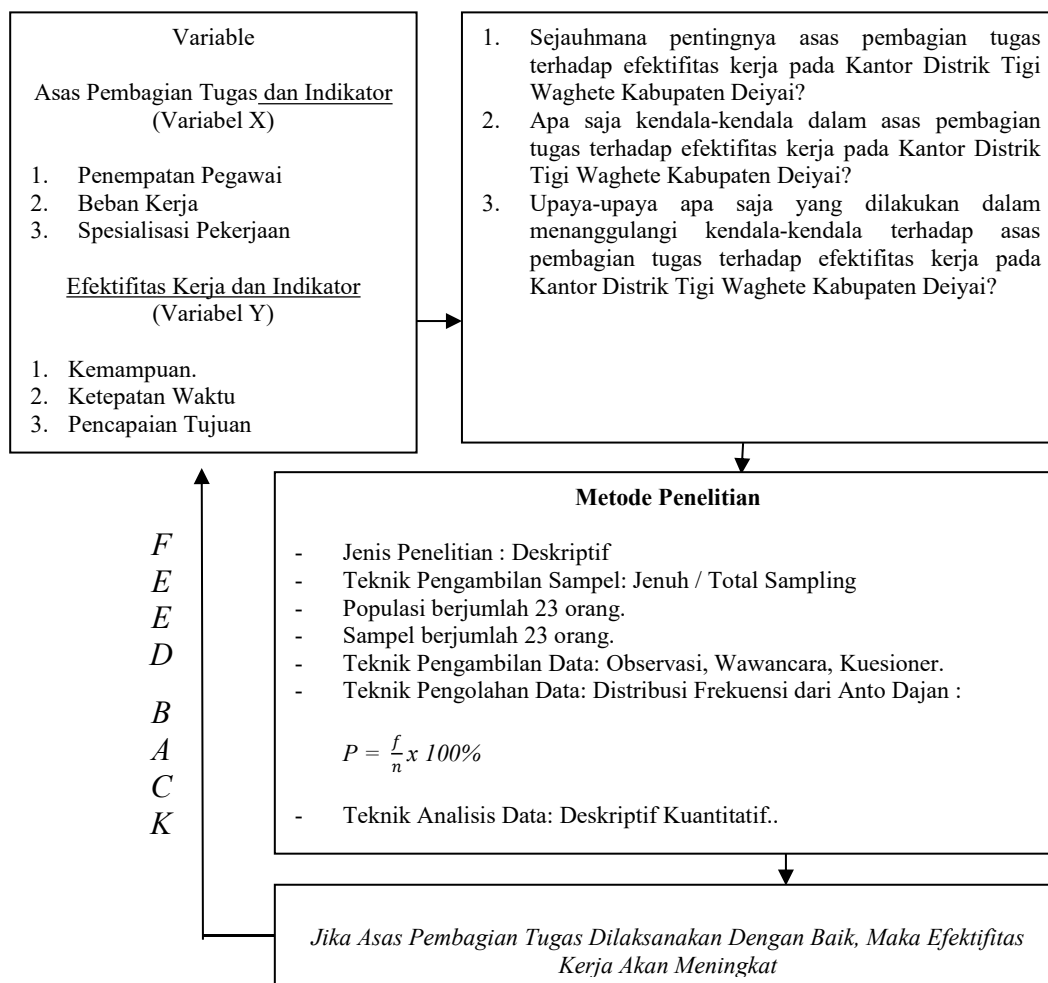 Variable
Asas Pembagian Tugas dan Indikator
(Variabel X)
1. Penempatan Pegawai
2. Beban Kerja
3. Spesialisasi Pekerjaan
Efektifitas Kerja dan Indikator
(Variabel Y)
1. Kemampuan.
2. Ketepatan Waktu
3. Pencapaian Tujuan
1. Sejauhmana pentingnya asas pembagian tugas
terhadap efektifitas kerja pada Kantor Distrik Tigi
Waghete Kabupaten Deiyai?
2. Apa saja kendala-kendala dalam asas pembagian
tugas terhadap efektifitas kerja pada Kantor Distrik
Tigi Waghete Kabupaten Deiyai?
3. Upaya-upaya apa saja yang dilakukan dalam
menanggulangi kendala-kendala terhadap asas
pembagian tugas terhadap efektifitas kerja pada
Kantor Distrik Tigi Waghete Kabupaten Deiyai?
Metode Penelitian
- Jenis Penelitian : Deskriptif
- Teknik Pengambilan Sampel: Jenuh / Total Sampling
- Populasi berjumlah 23 orang.
- Sampel berjumlah 23 orang.
- Teknik Pengambilan Data: Observasi, Wawancara, Kuesioner.
- Teknik Pengolahan Data: Distribusi Frekuensi dari Anto Dajan :
P = f/n x 100%
- Teknik Analisis Data: Deskriptif Kuantitatif..
Jika Asas Pembagian Tugas Dilaksanakan Dengan Baik, Maka Efektifitas
Kerja Akan Meningkat
F
E
E
D
B
A
C
K